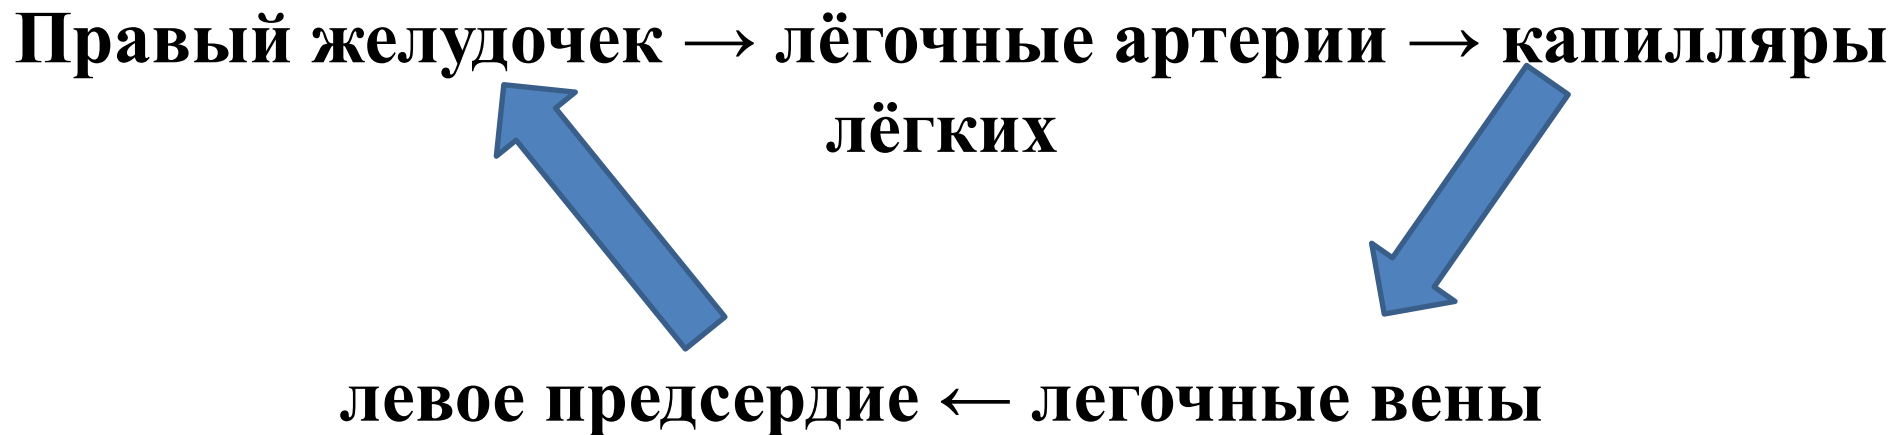 Правый желудочек → лёгочные артерии → капилляры
лёгких
левое предсердие ← легочные вены